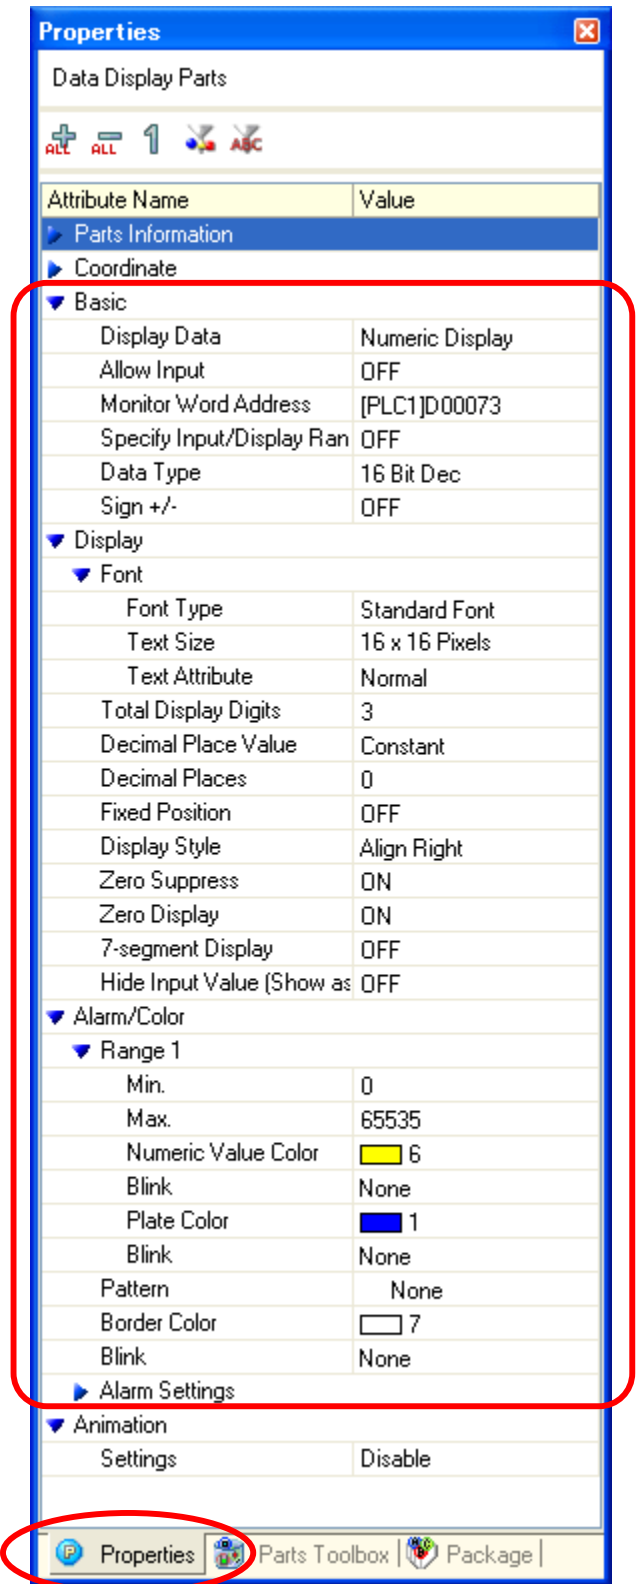 Properties
Data Display Parts
ALL ALL 1 ABC
Attribute Name Value
Parts Information
Coordinate
Basic
Display Data Numeric Display
Allow Input OFF
Monitor Word Address [PLC1]D00073
Specify Input/Display Ran OFF
Data Type 16 Bit Dec
Sign +/- OFF
Display
Font
Font Type Standard Font
Text Size 16 x 16 Pixels
Text Attribute Normal
Total Display Digits 3
Decimal Place Value Constant
Decimal Places 0
Fixed Position OFF
Display Style Align Right
Zero Suppress ON
Zero Display ON
7-segment Display OFF
Hide Input Value (Show as OFF
Alarm/Color
Range 1
Min. 0
Max. 65535
Numeric Value Color 6
Blink None
Plate Color 1
Blink None
Pattern None
Border Color 7
Blink None
Alarm Settings
Animation
Settings Disable
P Properties Parts Toolbox Package